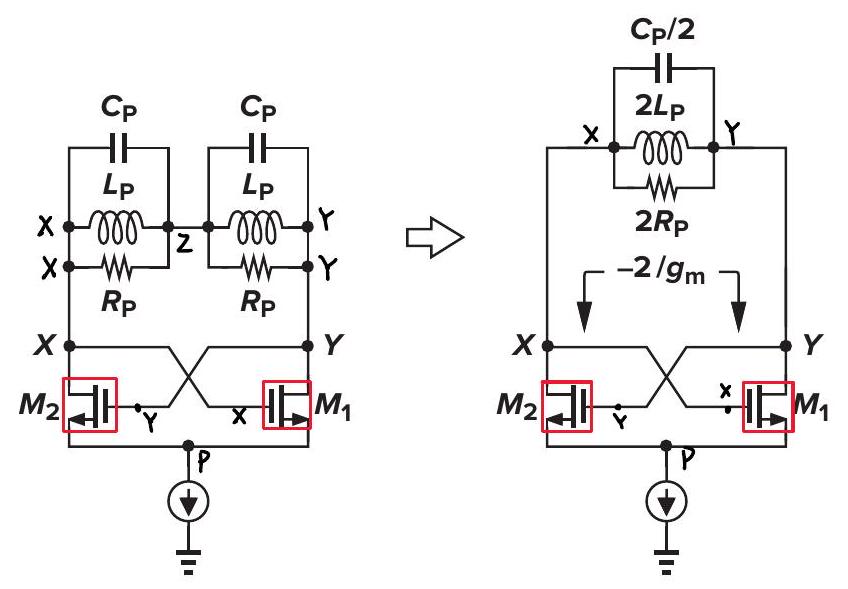 C_P C_P
L_P L_P
X Z Y
X Y
R_P R_P
X Y
M_2 Y X M_1
P
C_P/2
2L_P
X Y
2R_P
–2/g_m
X Y
M_2 Y X M_1
P